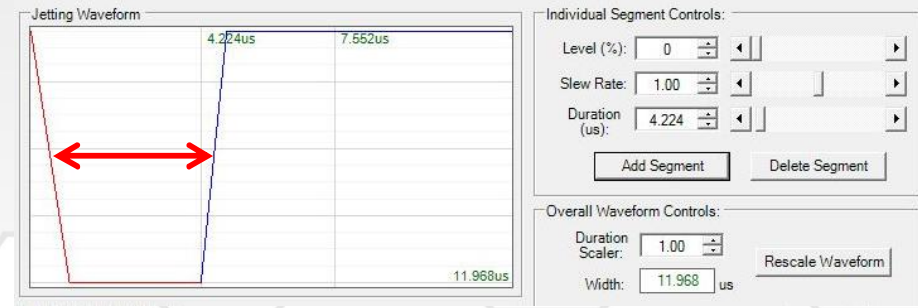 Jetting Waveform
4.224us
7.552us
11.968us
Individual Segment Controls:
Level (%): 0
Slew Rate: 1.00
Duration
(us): 4.224
Add Segment
Delete Segment
Overall Waveform Controls:
Duration
Scaler: 1.00
Rescale Waveform
Width: 11.968 us